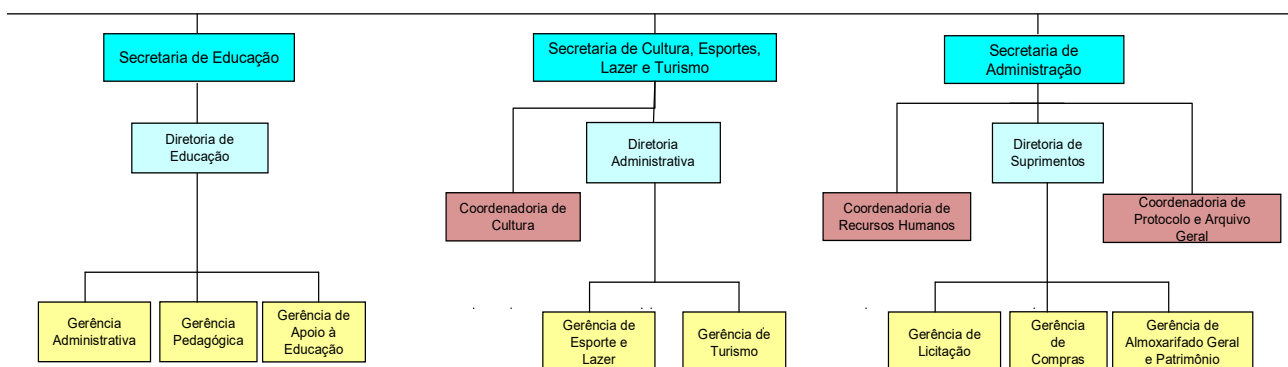 Secretaria de Educação
Secretaria de Cultura, Esportes,
Lazer e Turismo
Secretaria de
Administração
Diretoria de
Educação
Diretoria
Administrativa
Diretoria de
Suprimentos
Coordenadoria de
Cultura
Coordenadoria de
Recursos Humanos
Coordenadoria de
Protocolo e Arquivo
Geral
Gerência
Administrativa
Gerência
Pedagógica
Gerência de
Apoio à
Educação
Gerência de
Esporte e
Lazer
Gerência de
Turismo
Gerência de
Licitação
Gerência
de
Compras
Gerência de
Almoxarifado Geral
e Patrimônio